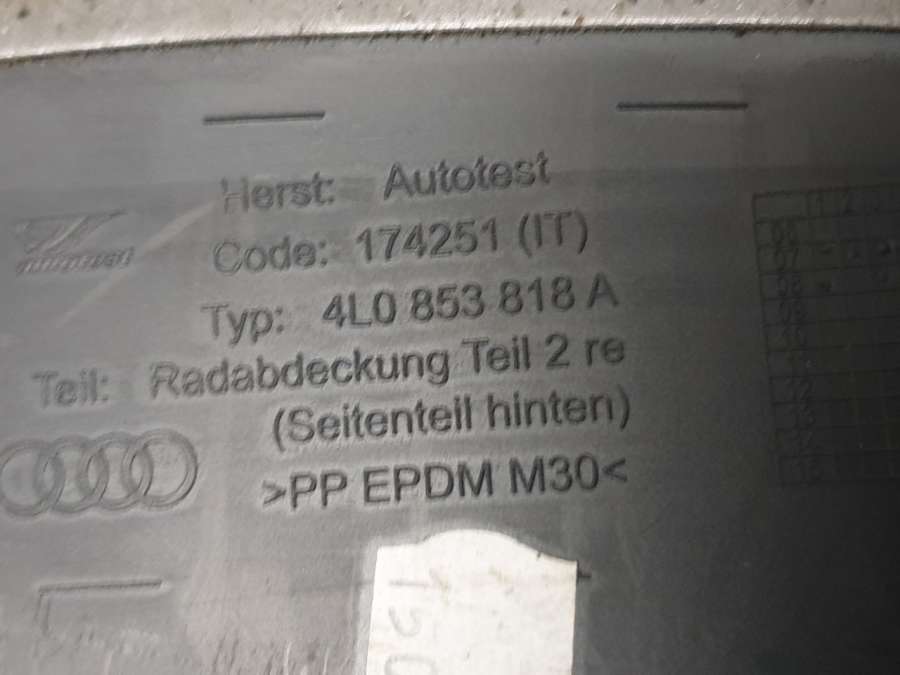 Herst: Autotest
Code: 174251 (IT)
Typ: 4L0 853 818 A
Teil: Radabdeckung Teil 2 re
(Seitenteil hinten)
>PP EPDM M30<
150